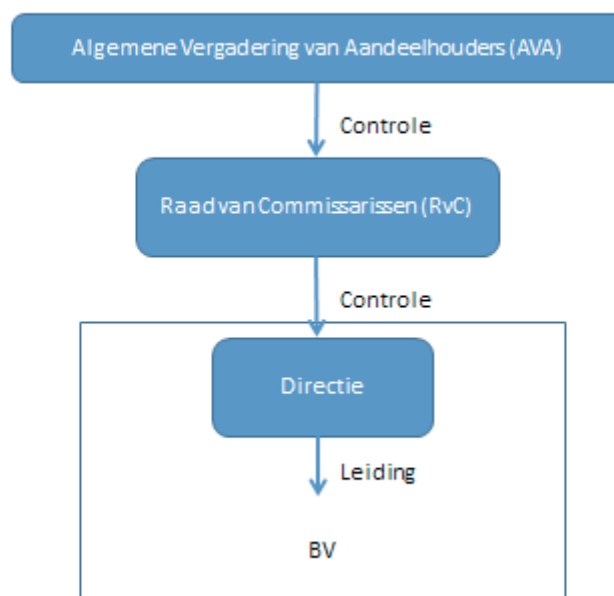 Algemene Vergadering van Aandeelhouders (AVA)
Controle
Raad van Commissarissen (RvC)
Controle
Directie
Leiding
BV